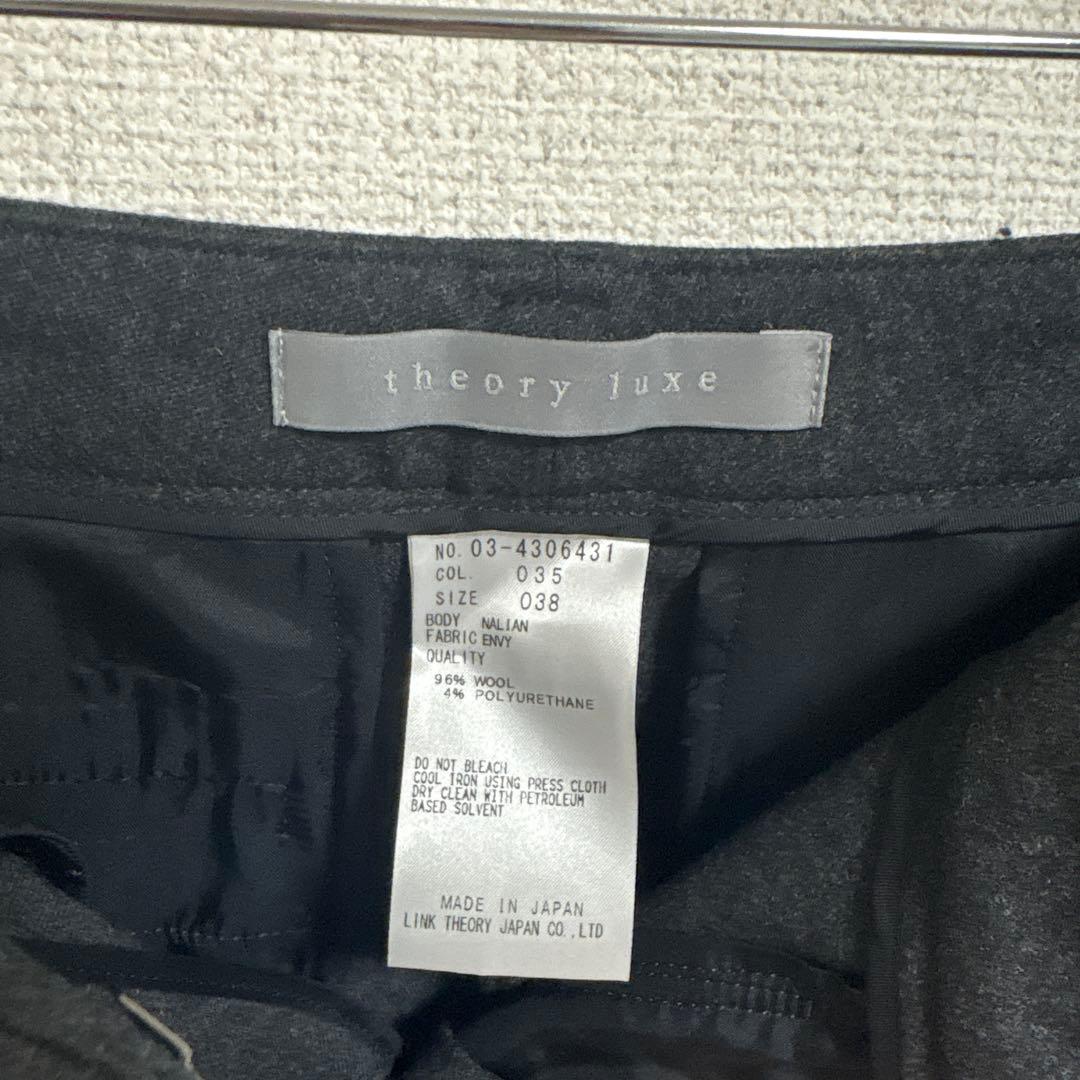 theory luxe
NO. 03-4306431
COL. 035
SIZE 038
BODY NALIAN
FABRIC ENVY
QUALITY
96% WOOL
4% POLYURETHANE
DO NOT BLEACH
COOL IRON USING PRESS CLOTH
DRY CLEAN WITH PETROLEUM
BASED SOLVENT
MADE IN JAPAN
LINK THEORY JAPAN CO.,LTD